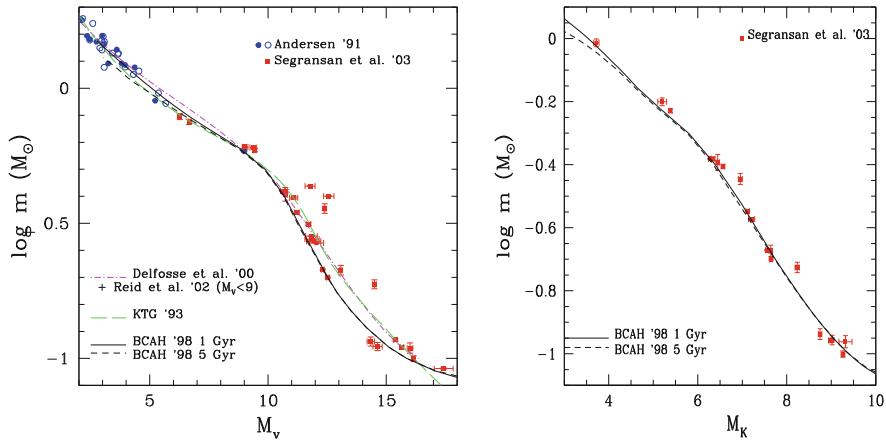 Andersen '91
Segransan et al. '03
0
0.5
-1
log m (M⊙)
Delfosse et al. '00
+ Reid et al. '02 (Mv<9)
KTG '93
BCAH '98 1 Gyr
BCAH '98 5 Gyr
5
10
15
Mv
Segransan et al. '03
0
-0.2
-0.4
-0.6
-0.8
-1
log m (M⊙)
BCAH '98 1 Gyr
BCAH '98 5 Gyr
4
6
8
10
MK